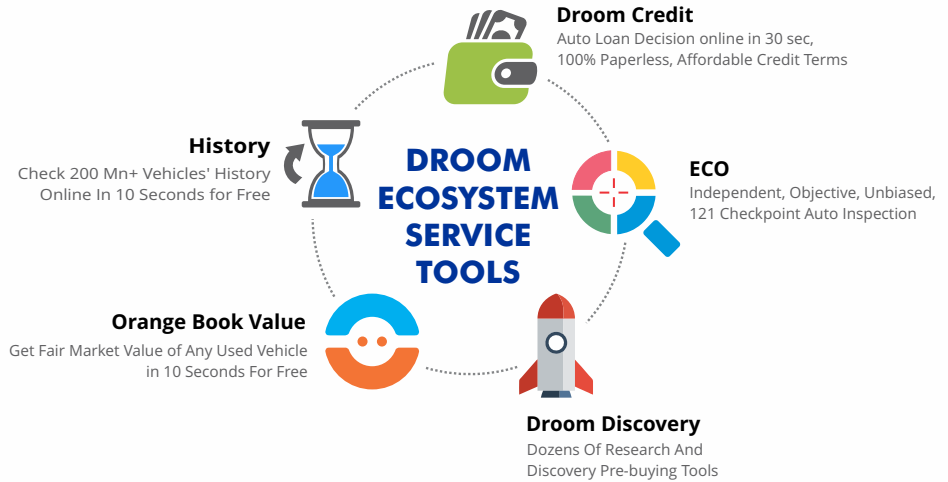 Droom Credit
Auto Loan Decision online in 30 sec,
100% Paperless, Affordable Credit Terms
History
Check 200 Mn+ Vehicles' History
Online In 10 Seconds for Free
DROOM
ECOSYSTEM
SERVICE
TOOLS
ECO
Independent, Objective, Unbiased,
121 Checkpoint Auto Inspection
Orange Book Value
Get Fair Market Value of Any Used Vehicle
in 10 Seconds For Free
Droom Discovery
Dozens Of Research And
Discovery Pre-buying Tools